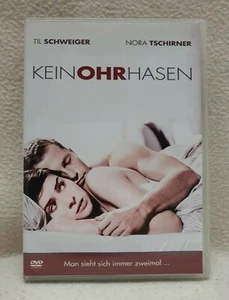 TIL SCHWEIGER NORA TSCHIRNER
KEINOHRHASEN
Man sieht sich immer zweimal ...
DVD